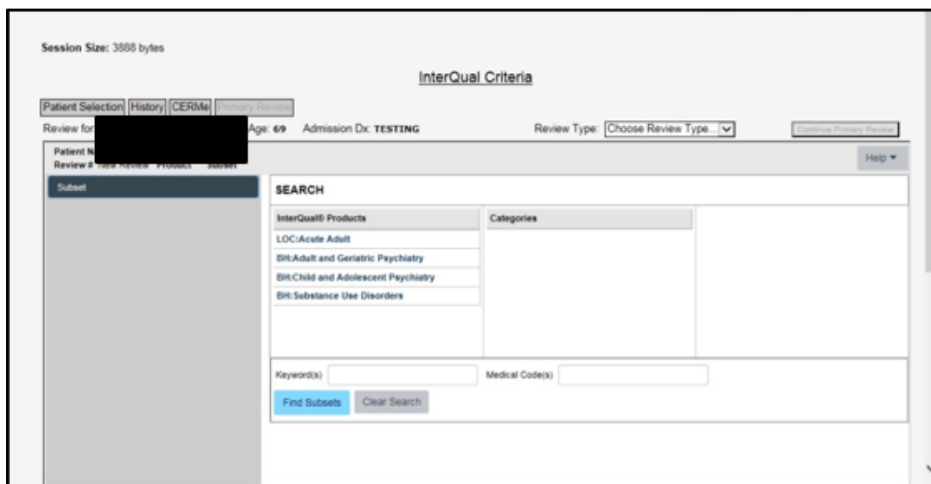 Session Size: 3888 bytes
InterQual Criteria
Patient Selection History CERMe Primary Review
Review for: Age: 69 Admission Dx: TESTING Review Type: Choose Review Type... Continue Primary Review
Patient
Review # New Review Product Subset
Help
Subset
SEARCH
InterQual® Products Categories
LOC:Acute Adult
BH:Adult and Geriatric Psychiatry
BH:Child and Adolescent Psychiatry
BH:Substance Use Disorders
Keyword(s) Medical Code(s)
Find Subsets Clear Search